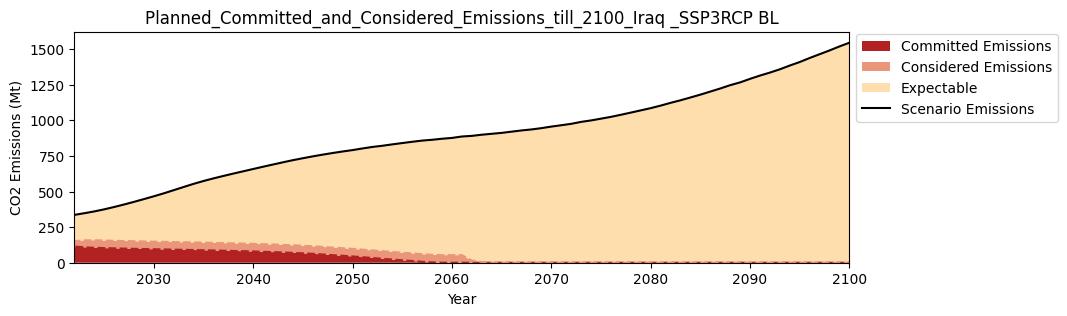 Planned_Committed_and_Considered_Emissions_till_2100_Iraq _SSP3RCP BL
CO2 Emissions (Mt)
1500
1250
1000
750
500
250
0
2030 2040 2050 2060 2070 2080 2090 2100
Year
Committed Emissions
Considered Emissions
Expectable
Scenario Emissions